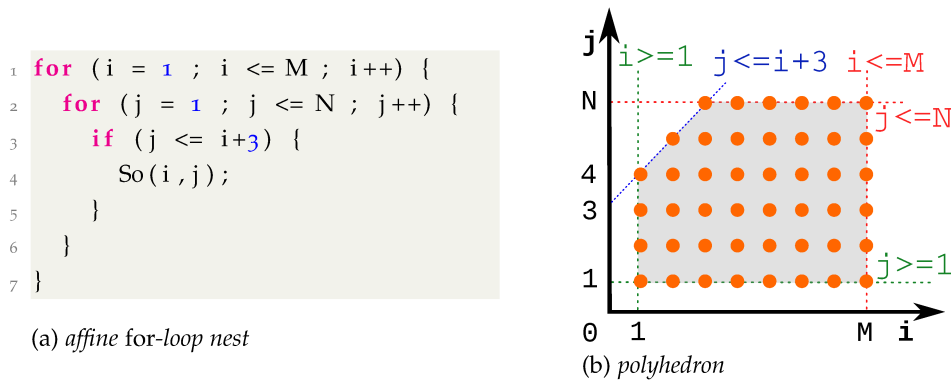 1 for (i = 1 ; i <= M ; i++) {
2 for (j = 1 ; j <= N ; j++) {
3 if (j <= i+3) {
4 So(i,j);
5 }
6 }
7 }
(a) affine for-loop nest
j
i>=1
j<=i+3
i<=M
N
j<=N
4
3
1
j>=1
0
1
M
i
(b) polyhedron